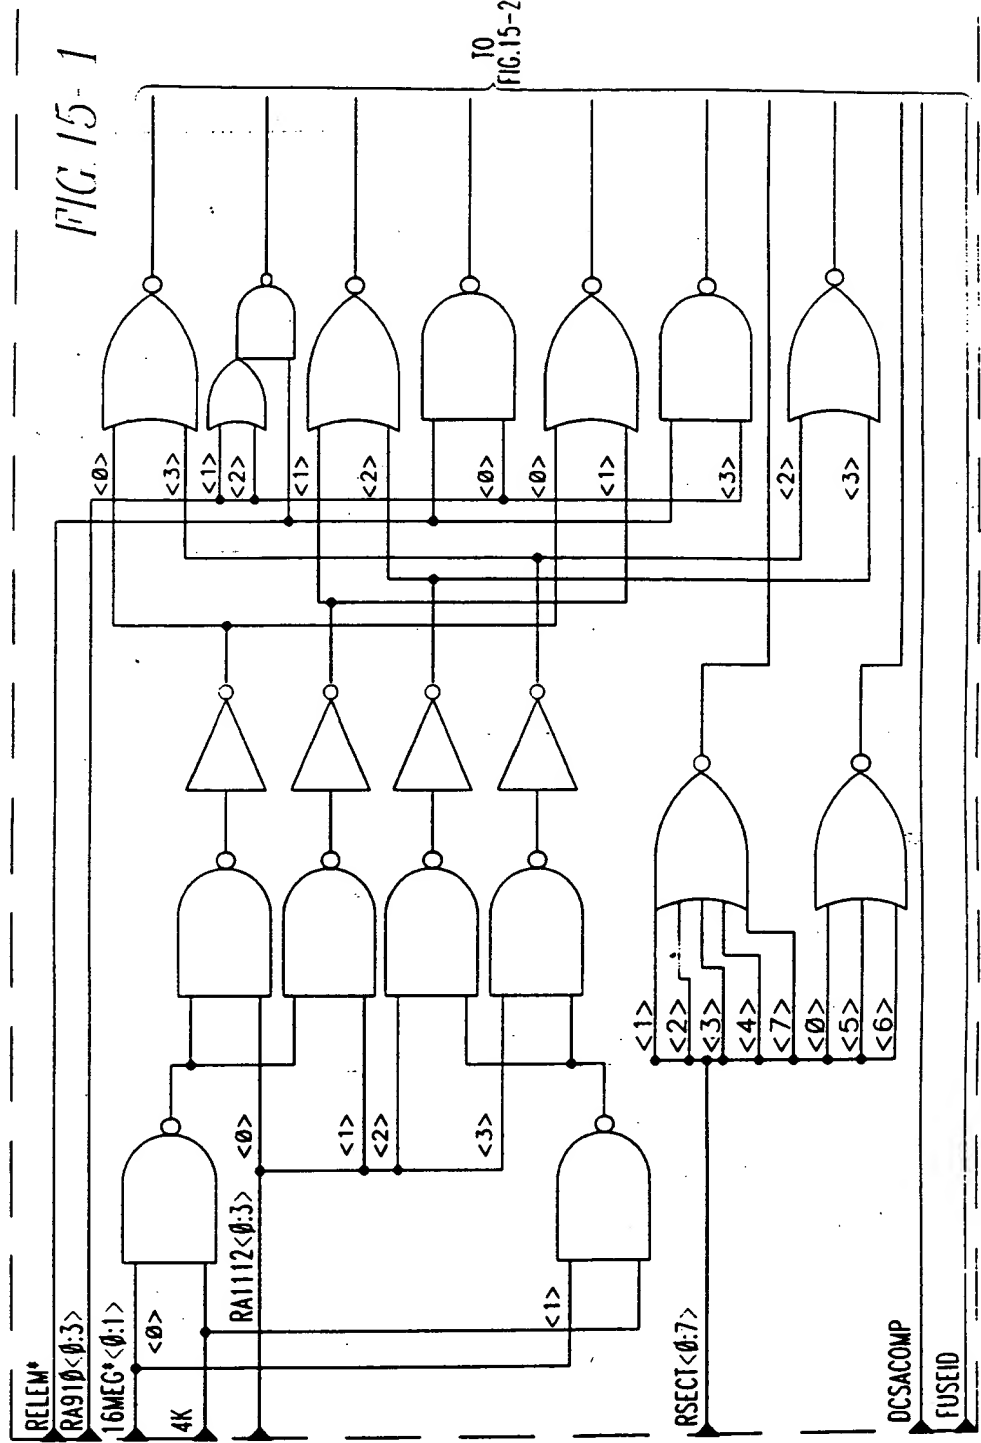 FIG. 15-1
TO
FIG.15-2
<0>
<3>
<1>
<2>
<1>
<2>
<0>
<0>
<1>
<3>
<2>
<3>
<1>
<2>
<3>
<4>
<7>
<0>
<5>
<6>
<0>
<1>
<2>
<3>
RELEM*
RA910<0:3>
16MEG*<0:1>
<0>
4K
RA1112<0:3>
<1>
RSECT<0:7>
DCSACOMP
FUSEID